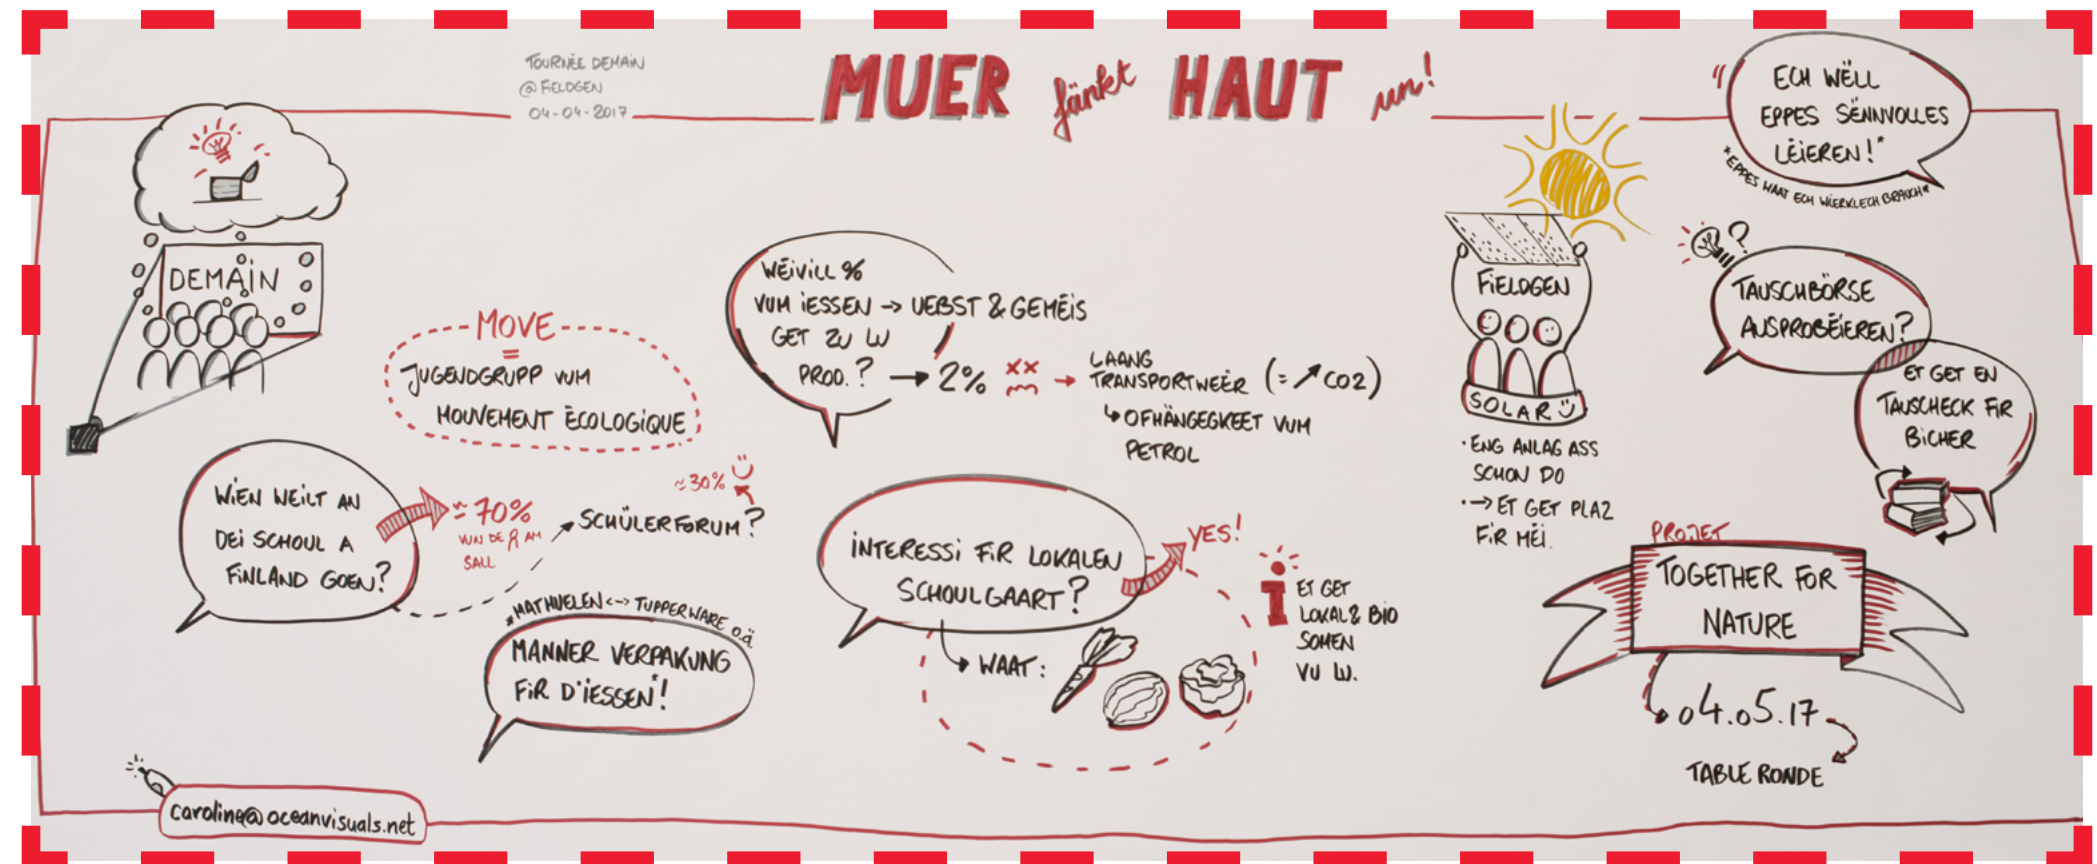 TOURNÉE DEMAIN
@ FIELDGEN
04-04-2017
MUER fänkt HAUT un!
DEMAIN
MOVE
=
JUGENDGRUPP VUM
MOUVEMENT ÉCOLOGIQUE
WIEN WEILT AN
DEI SCHOUL A
FINLAND GOEN?
≈ 70%
VUN DE AM
SALL
SCHÜLERFORUM?
≈30%
*MATHUELEN <-> TUPPERWARE O.Ä
MANNER VERPAKUNG
FIR D'IESSEN*!
WÉIVILL %
VUM IESSEN → UEBST & GEMÉIS
GET ZU LU
PROD.? → 2% → LAANG
TRANSPORTWEER (= ↗ CO2)
↳ OFHÄNGEGKEET VUM
PETROL
INTERESSI FIR LOKALEN
SCHOULGAART?
YES!
WAAT:
i ET GET
LOKAL & BIO
SOMEN
VU LU.
FIELDGEN
SOLAR
• ENG ANLAG ASS
SCHON DO
• → ET GET PLAZ
FIR MÉI.
" ECH WËLL
EPPES SËNNVOLLES
LÉIEREN!*
*EPPES WAAT ECH WIERKLECH BRAUCH*
?
TAUSCHBÖRSE
AUSPROBÉIEREN?
ET GET EN
TAUSCHECK FIR
BICHER
PROJET
TOGETHER FOR
NATURE
04.05.17
TABLE RONDE
caroline@oceanvisuals.net